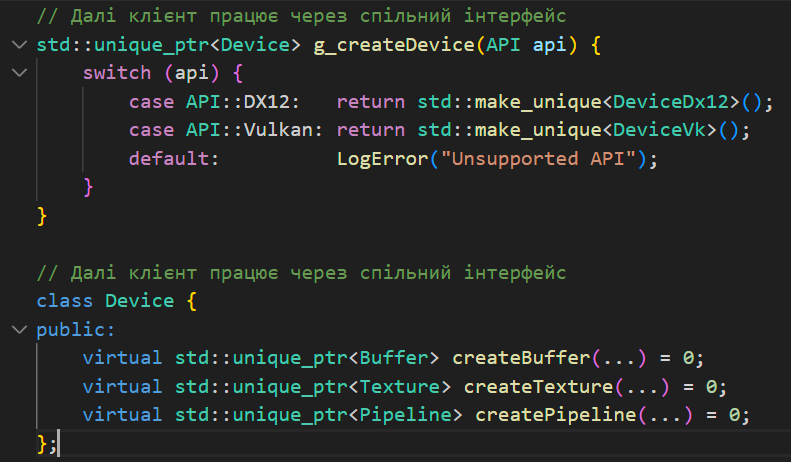 // Далі клієнт працює через спільний інтерфейс
std::unique_ptr<Device> g_createDevice(API api) {
    switch (api) {
        case API::DX12:   return std::make_unique<DeviceDx12>();
        case API::Vulkan: return std::make_unique<DeviceVk>();
        default:          LogError("Unsupported API");
    }
}

// Далі клієнт працює через спільний інтерфейс
class Device {
public:
    virtual std::unique_ptr<Buffer> createBuffer(...) = 0;
    virtual std::unique_ptr<Texture> createTexture(...) = 0;
    virtual std::unique_ptr<Pipeline> createPipeline(...) = 0;
};